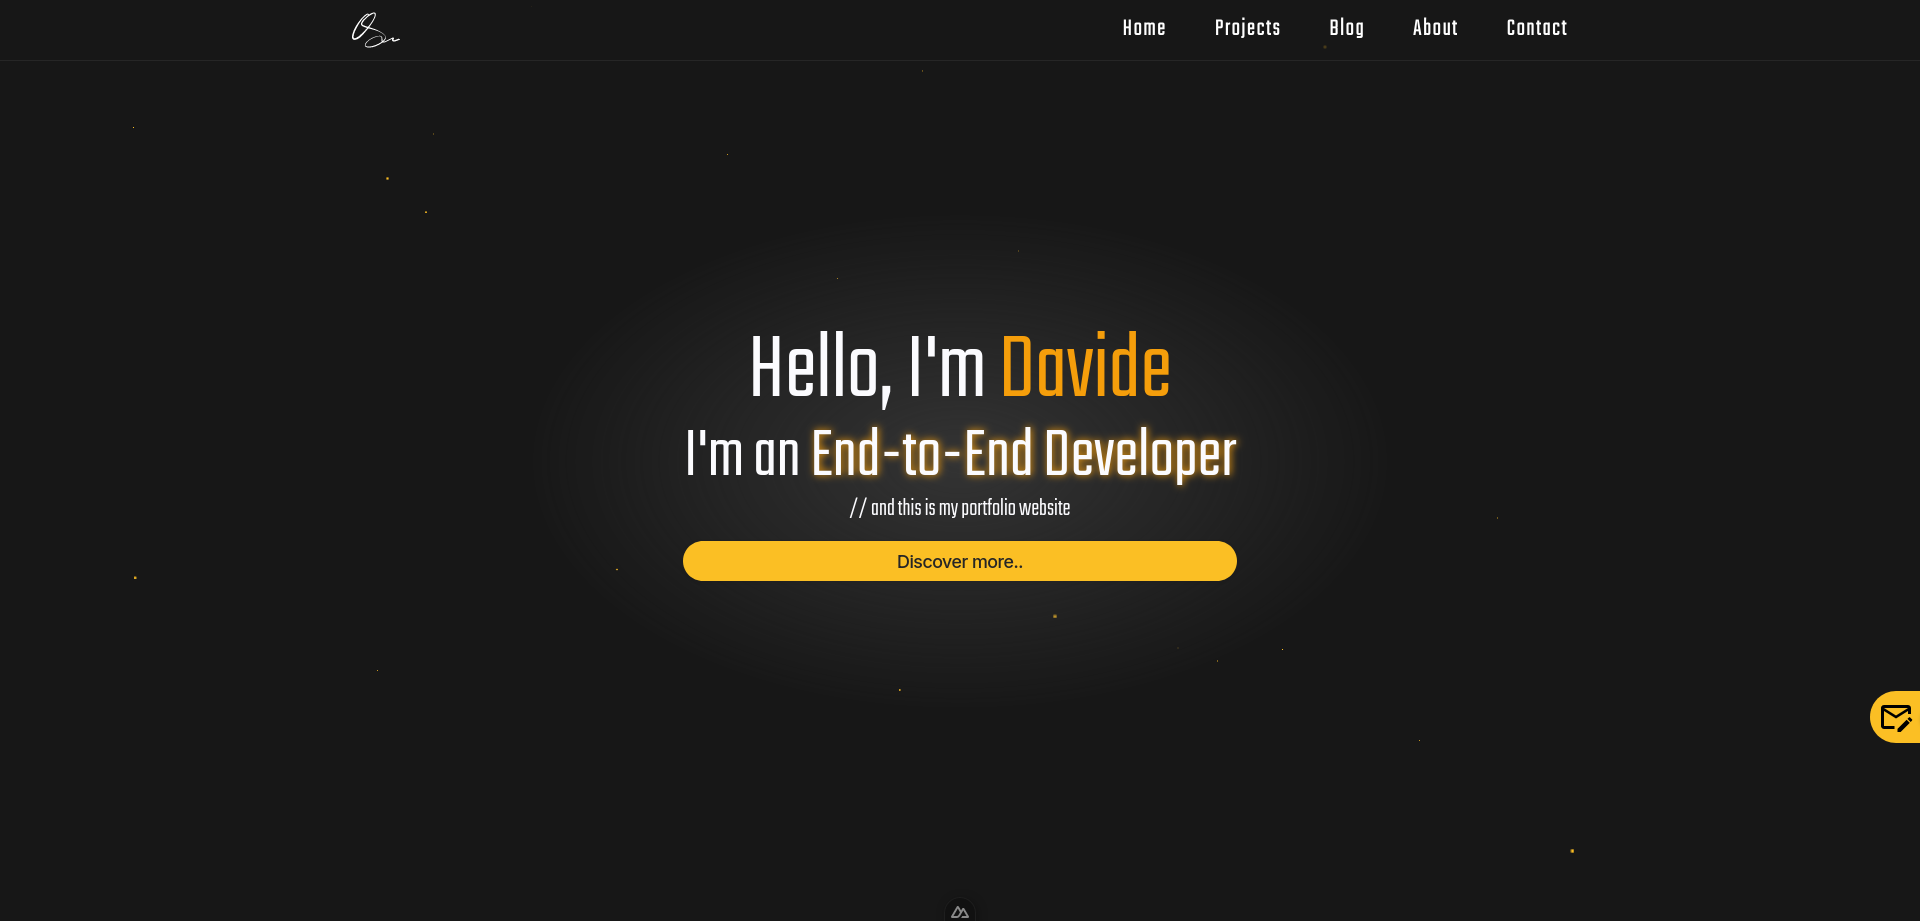 Home
Projects
Blog
About
Contact
Hello, I'm Davide
I'm an End-to-End Developer
// and this is my portfolio website
Discover more..